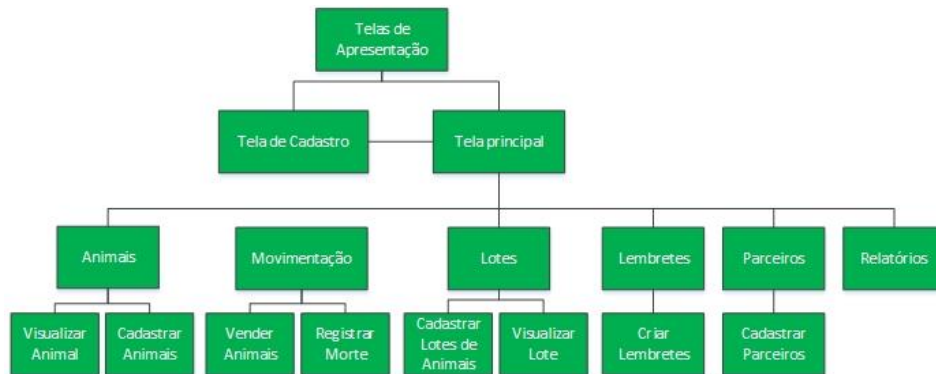 Telas de
Apresentação
Tela de Cadastro
Tela principal
Animais
Movimentação
Lotes
Lembretes
Parceiros
Relatórios
Visualizar
Animal
Cadastrar
Animais
Vender
Animais
Registrar
Morte
Cadastrar
Lotes de
Animais
Visualizar
Lote
Criar
Lembretes
Cadastrar
Parceiros